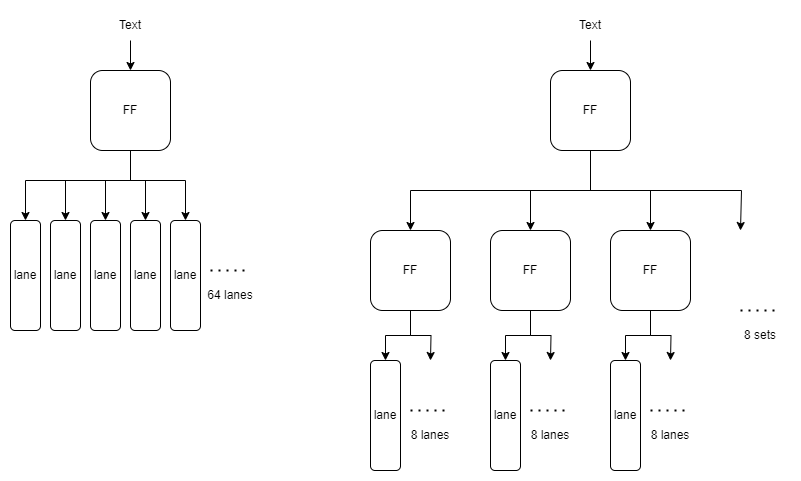 Text
FF
lane
lane
lane
lane
lane
.....
64 lanes
Text
FF
FF
FF
FF
.....
8 sets
lane
.....
8 lanes
lane
.....
8 lanes
lane
.....
8 lanes